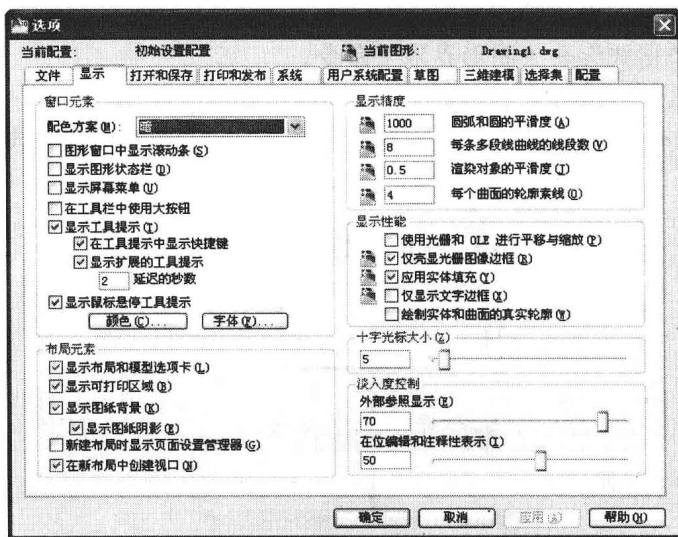 选项
当前配置: 初始设置配置 当前图形: Drawing1.dwg
文件 显示 打开和保存 打印和发布 系统 用户系统配置 草图 三维建模 选择集 配置
窗口元素
配色方案(M): 暗
图形窗口中显示滚动条(S)
显示图形状态栏(D)
显示屏幕菜单(U)
在工具栏中使用大按钮
显示工具提示(T)
在工具提示中显示快捷键
显示扩展的工具提示
2 延迟的秒数
显示鼠标悬停工具提示
颜色(C)... 字体(F)...
布局元素
显示布局和模型选项卡(L)
显示可打印区域(B)
显示图纸背景(K)
显示图纸阴影(E)
新建布局时显示页面设置管理器(G)
在新布局中创建视口(N)
显示精度
1000 圆弧和圆的平滑度(A)
8 每条多段线曲线的线段数(V)
0.5 渲染对象的平滑度(J)
4 每个曲面的轮廓素线(O)
显示性能
使用光栅和 OLE 进行平移与缩放(P)
仅亮显光栅图像边框(R)
应用实体填充(Y)
仅显示文字边框(X)
绘制实体和曲面的真实轮廓(W)
十字光标大小(Z)
5
淡入度控制
外部参照显示(E)
70
在位编辑和注释性表示(I)
50
确定 取消 应用(A) 帮助(H)